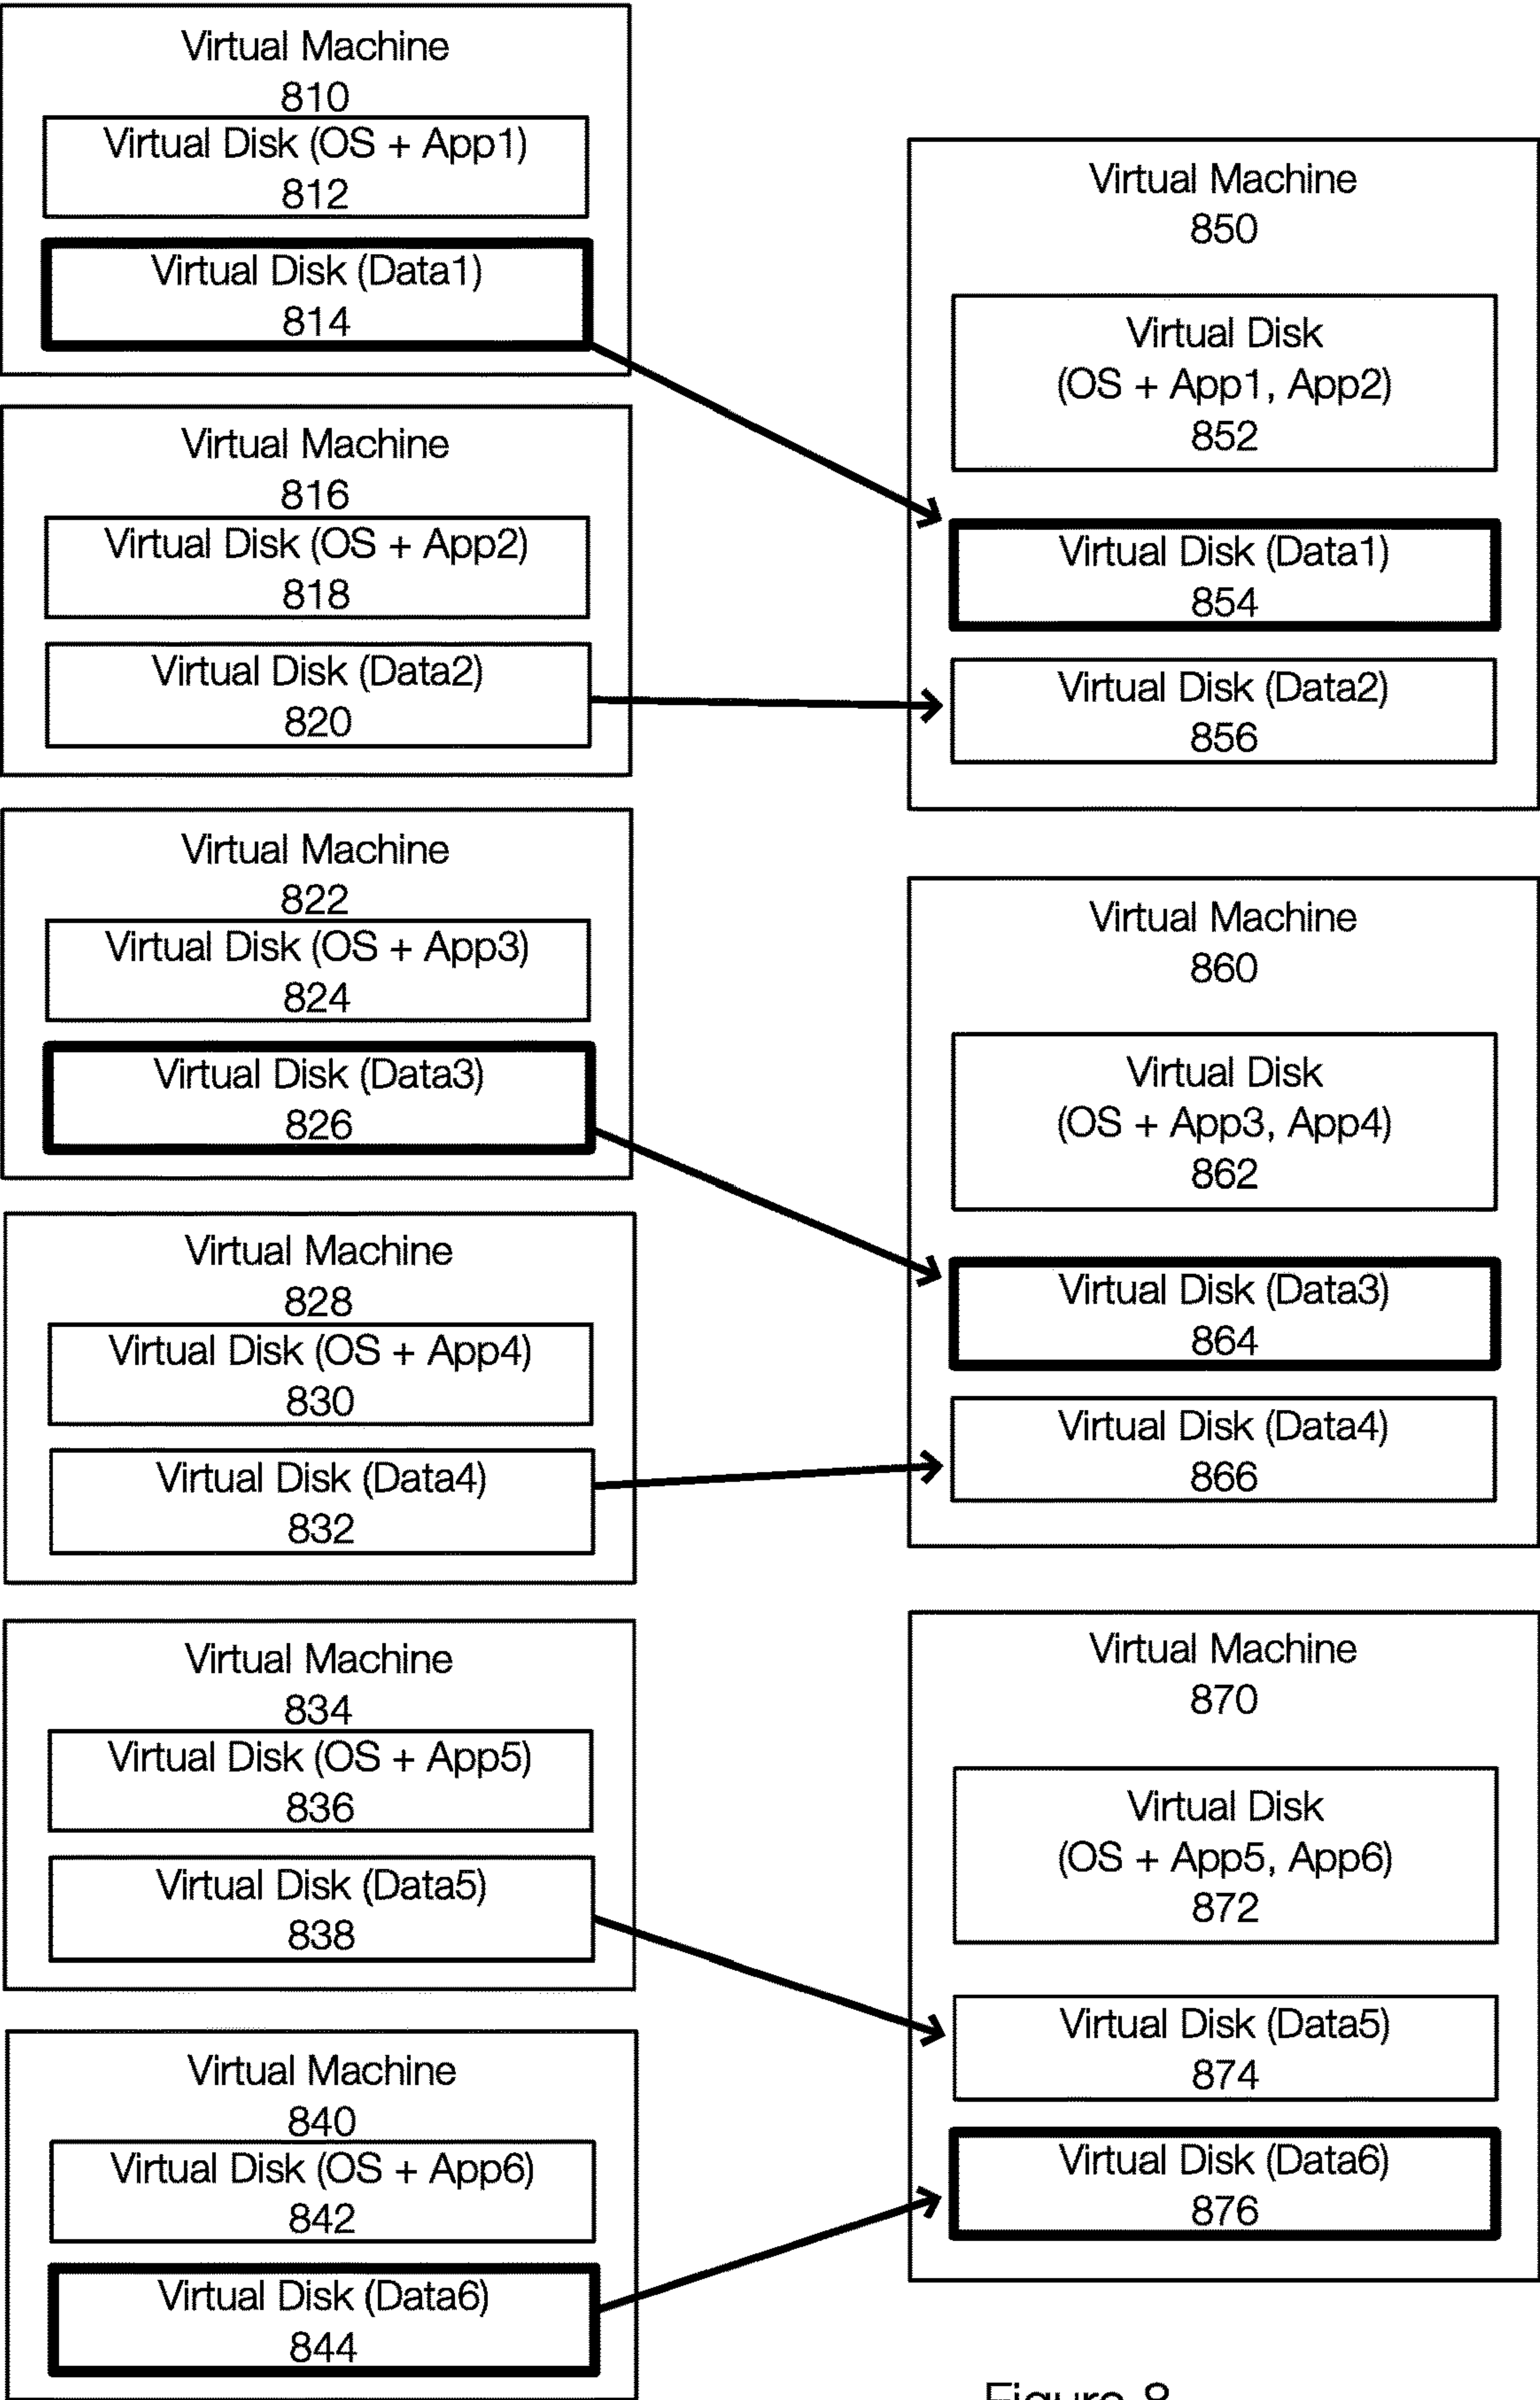 Virtual Machine
810
Virtual Disk (OS + App1)
812
Virtual Disk (Data1)
814
Virtual Machine
816
Virtual Disk (OS + App2)
818
Virtual Disk (Data2)
820
Virtual Machine
822
Virtual Disk (OS + App3)
824
Virtual Disk (Data3)
826
Virtual Machine
828
Virtual Disk (OS + App4)
830
Virtual Disk (Data4)
832
Virtual Machine
834
Virtual Disk (OS + App5)
836
Virtual Disk (Data5)
838
Virtual Machine
840
Virtual Disk (OS + App6)
842
Virtual Disk (Data6)
844
Virtual Machine
850
Virtual Disk
(OS + App1, App2)
852
Virtual Disk (Data1)
854
Virtual Disk (Data2)
856
Virtual Machine
860
Virtual Disk
(OS + App3, App4)
862
Virtual Disk (Data3)
864
Virtual Disk (Data4)
866
Virtual Machine
870
Virtual Disk
(OS + App5, App6)
872
Virtual Disk (Data5)
874
Virtual Disk (Data6)
876
Figure 8